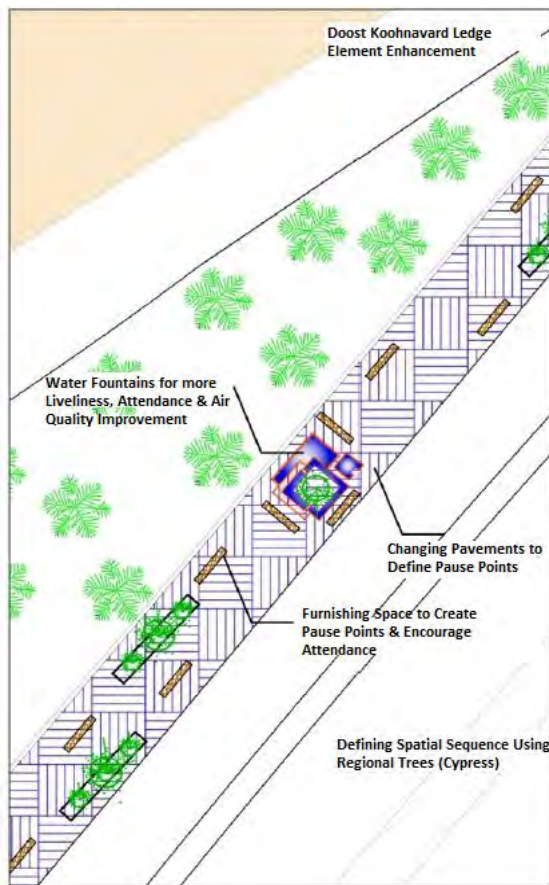 Doost Koohnavard Ledge
Element Enhancement
Water Fountains for more
Liveliness, Attendance & Air
Quality Improvement
Changing Pavements to
Define Pause Points
Furnishing Space to Create
Pause Points & Encourage
Attendance
Defining Spatial Sequence Using
Regional Trees (Cypress)